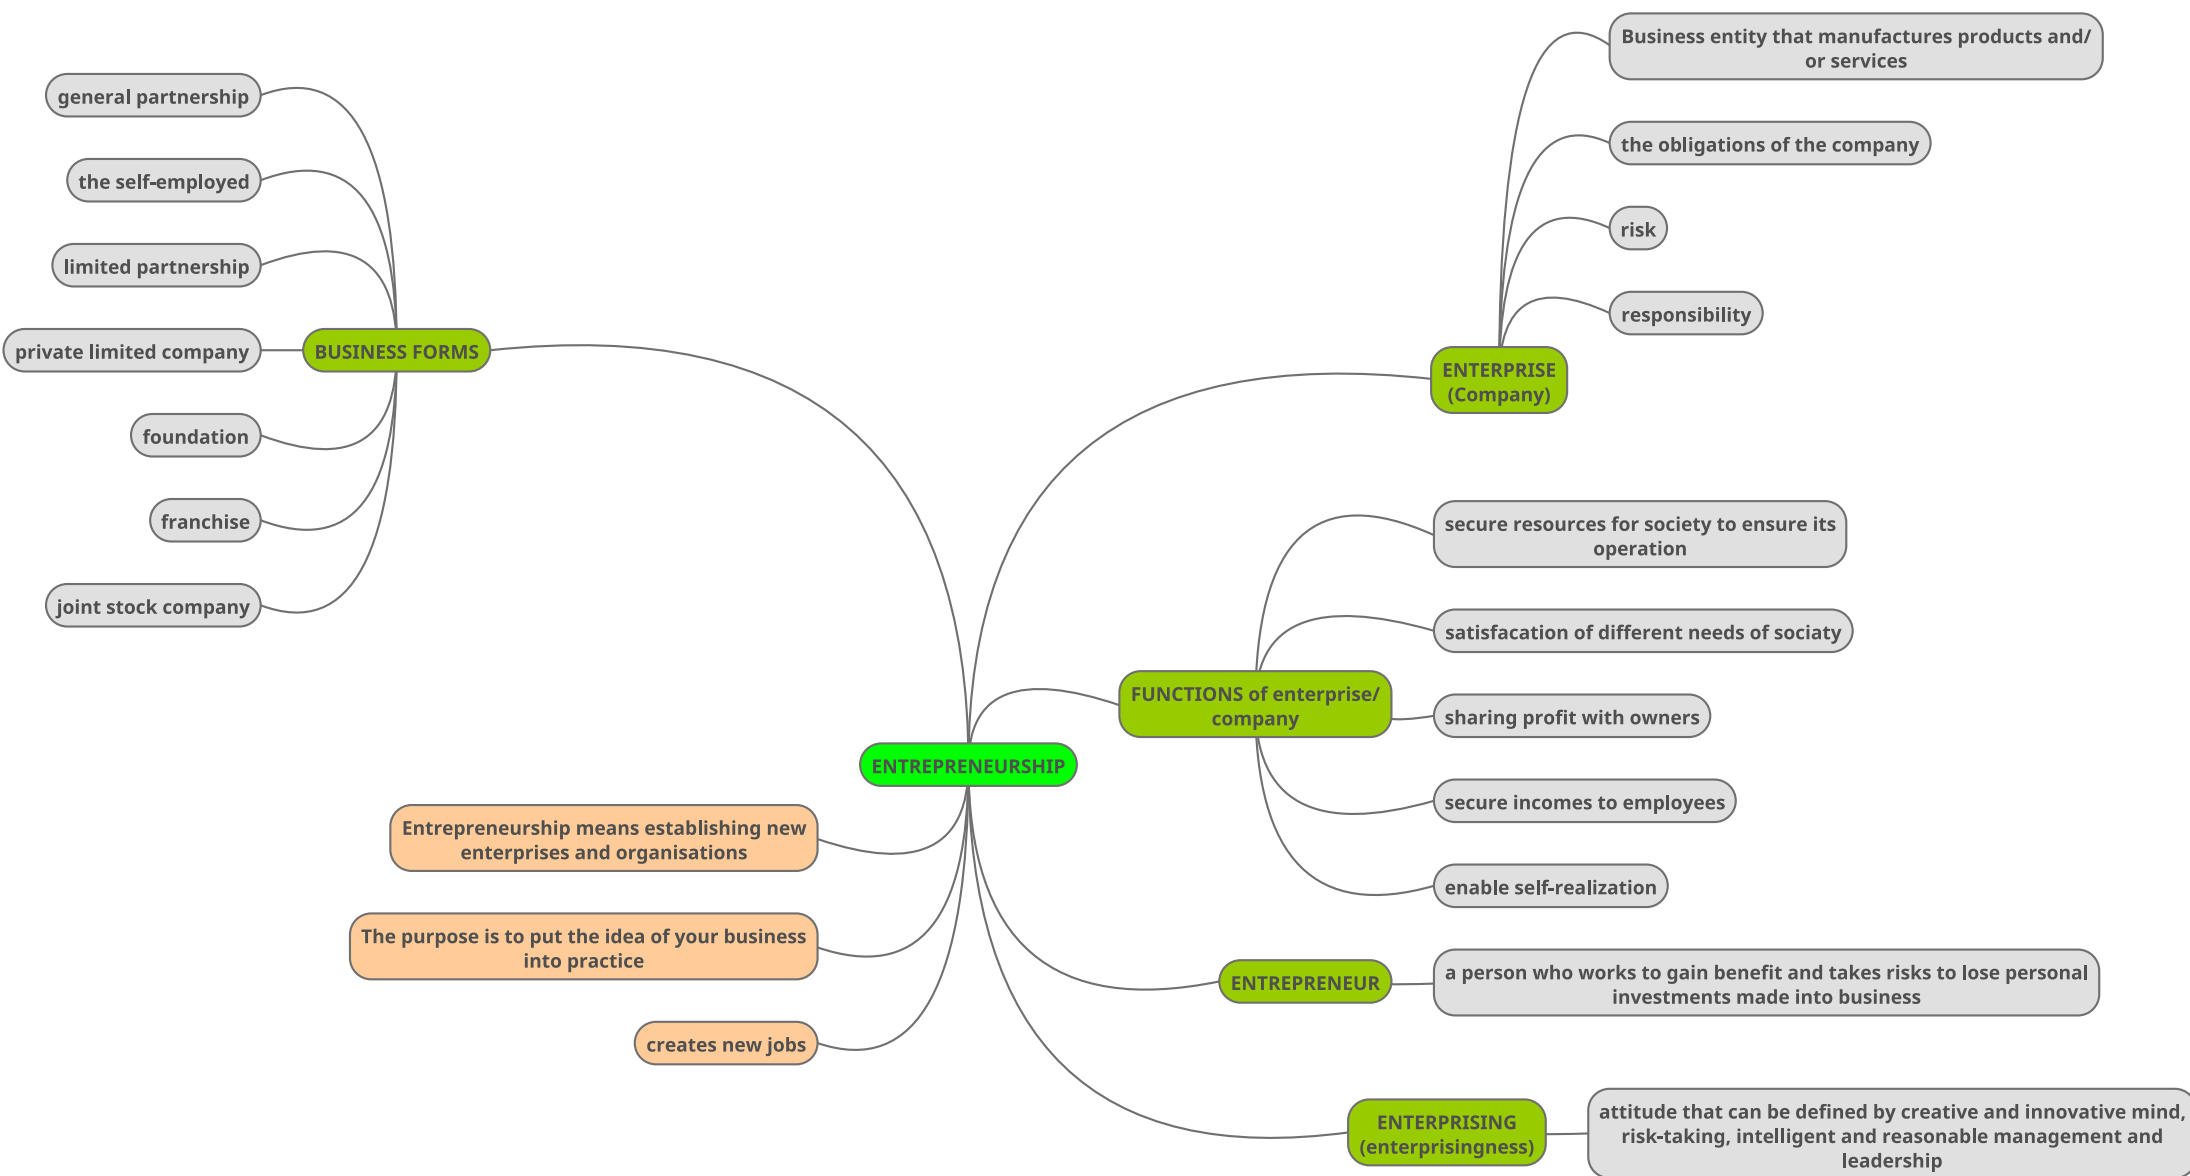 general partnership
the self-employed
limited partnership
private limited company
BUSINESS FORMS
foundation
franchise
joint stock company
Business entity that manufactures products and/
or services
the obligations of the company
risk
responsibility
ENTERPRISE
(Company)
secure resources for society to ensure its
operation
satisfacation of different needs of sociaty
FUNCTIONS of enterprise/
company
sharing profit with owners
secure incomes to employees
enable self-realization
ENTREPRENEURSHIP
Entrepreneurship means establishing new
enterprises and organisations
The purpose is to put the idea of your business
into practice
creates new jobs
ENTREPRENEUR
a person who works to gain benefit and takes risks to lose personal
investments made into business
ENTERPRISING
(enterprisingness)
attitude that can be defined by creative and innovative mind,
risk-taking, intelligent and reasonable management and
leadership